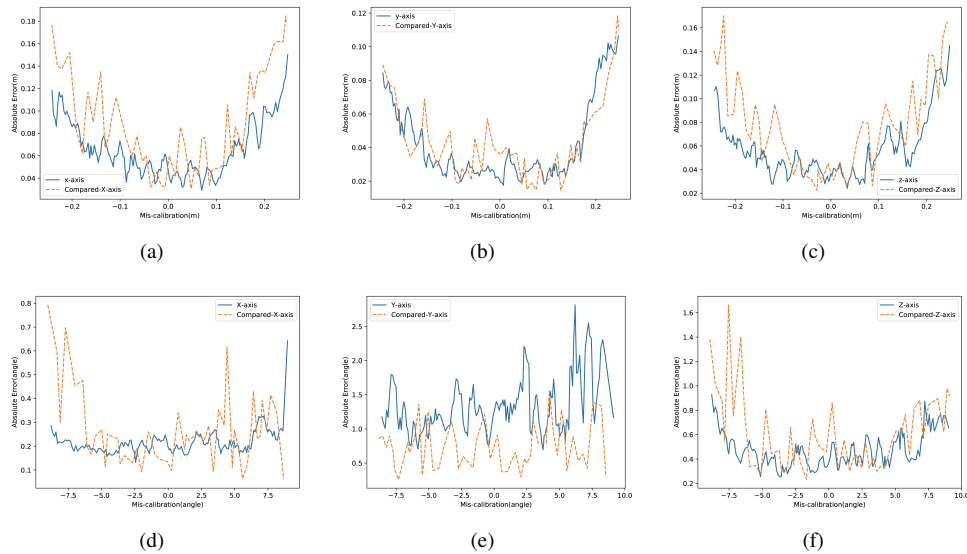 0.18
0.16
0.14
0.12
0.10
0.08
0.06
0.04
Absolute Error(m)
x-axis
Compared-X-axis
−0.2 −0.1 0.0 0.1 0.2
Mis-calibration(m)
(a)
0.12
0.10
0.08
0.06
0.04
0.02
Absolute Error(m)
y-axis
Compared-Y-axis
−0.2 −0.1 0.0 0.1 0.2
Mis-calibration(m)
(b)
0.16
0.14
0.12
0.10
0.08
0.06
0.04
0.02
Absolute Error(m)
z-axis
Compared-Z-axis
−0.2 −0.1 0.0 0.1 0.2
Mis-calibration(m)
(c)
0.8
0.7
0.6
0.5
0.4
0.3
0.2
0.1
Absolute Error(angle)
X-axis
Compared-X-axis
−7.5 −5.0 −2.5 0.0 2.5 5.0 7.5
Mis-calibration(angle)
(d)
2.5
2.0
1.5
1.0
0.5
Absolute Error(angle)
Y-axis
Compared-Y-axis
−7.5 −5.0 −2.5 0.0 2.5 5.0 7.5 10.0
Mis-calibration(angle)
(e)
1.6
1.4
1.2
1.0
0.8
0.6
0.4
0.2
Absolute Error(angle)
Z-axis
Compared-Z-axis
−7.5 −5.0 −2.5 0.0 2.5 5.0 7.5 10.0
Mis-calibration(angle)
(f)